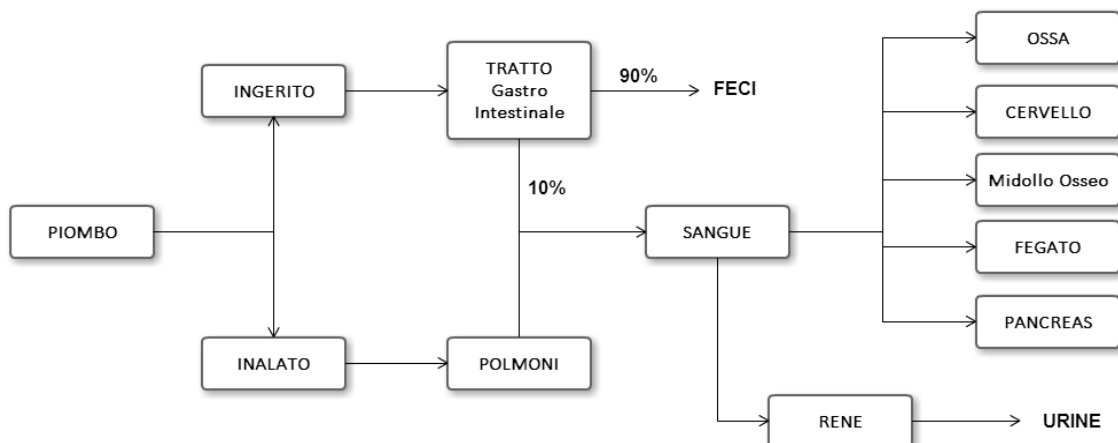 OSSA
TRATTO
Gastro
Intestinale
90%
FECI
INGERITO
CERVELLO
10%
Midollo Osseo
PIOMBO
SANGUE
FEGATO
PANCREAS
INALATO
POLMONI
RENE
URINE